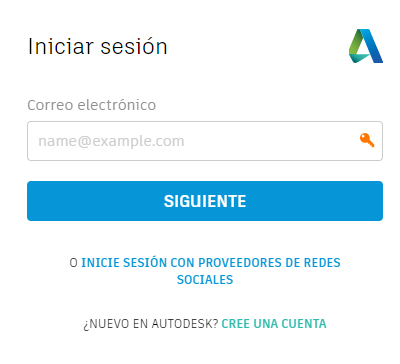 Iniciar sesión
Correo electrónico
name@example.com
SIGUIENTE
O INICIE SESIÓN CON PROVEEDORES DE REDES
SOCIALES
¿NUEVO EN AUTODESK? CREE UNA CUENTA